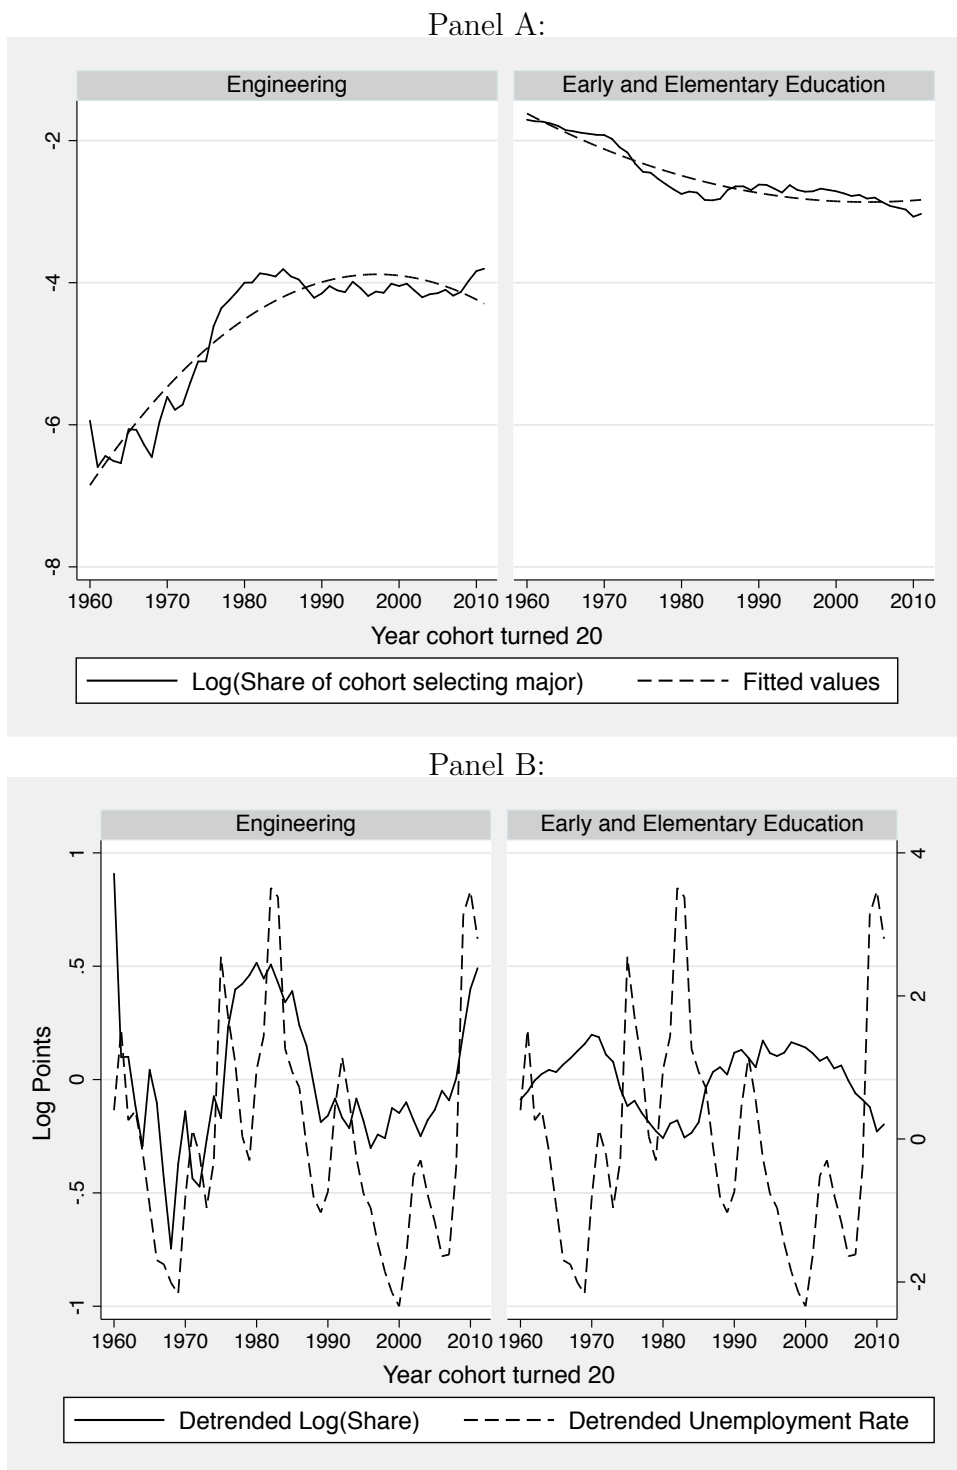 Panel A:
Engineering
Early and Elementary Education
-2
-4
-6
-8
1960 1970 1980 1990 2000 2010 1960 1970 1980 1990 2000 2010
Year cohort turned 20
Log(Share of cohort selecting major)
Fitted values
Panel B:
Engineering
Early and Elementary Education
Log Points
1
.5
0
-.5
-1
4
2
0
-2
1960 1970 1980 1990 2000 2010 1960 1970 1980 1990 2000 2010
Year cohort turned 20
Detrended Log(Share)
Detrended Unemployment Rate